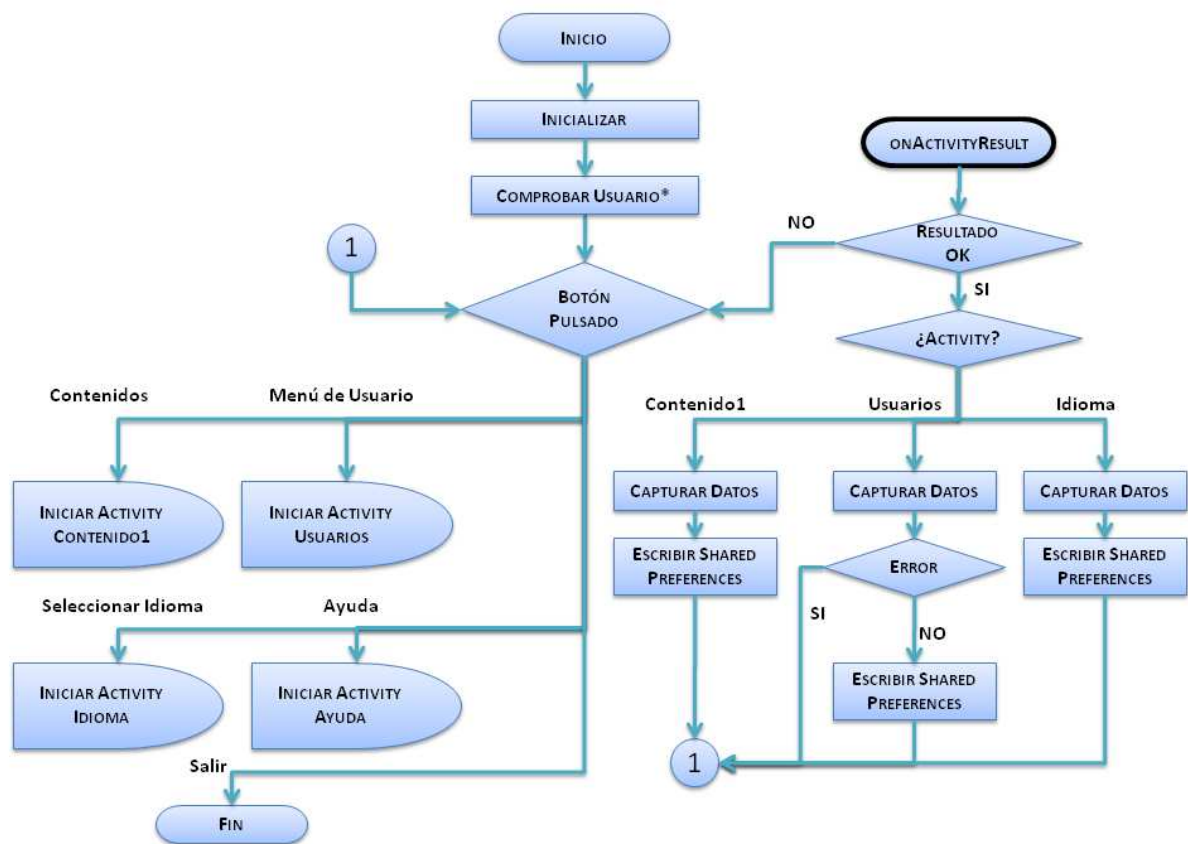 INICIO
INICIALIZAR
COMPROBAR USUARIO*
1
BOTÓN
PULSADO
ONACTIVITYRESULT
NO
RESULTADO
OK
SI
¿ACTIVITY?
Contenidos
Menú de Usuario
INICIAR ACTIVITY
CONTENIDO1
INICIAR ACTIVITY
USUARIOS
Seleccionar Idioma
Ayuda
INICIAR ACTIVITY
IDIOMA
INICIAR ACTIVITY
AYUDA
Salir
FIN
Contenido1
Usuarios
Idioma
CAPTURAR DATOS
CAPTURAR DATOS
CAPTURAR DATOS
ESCRIBIR SHARED
PREFERENCES
ERROR
ESCRIBIR SHARED
PREFERENCES
SI
NO
ESCRIBIR SHARED
PREFERENCES
1